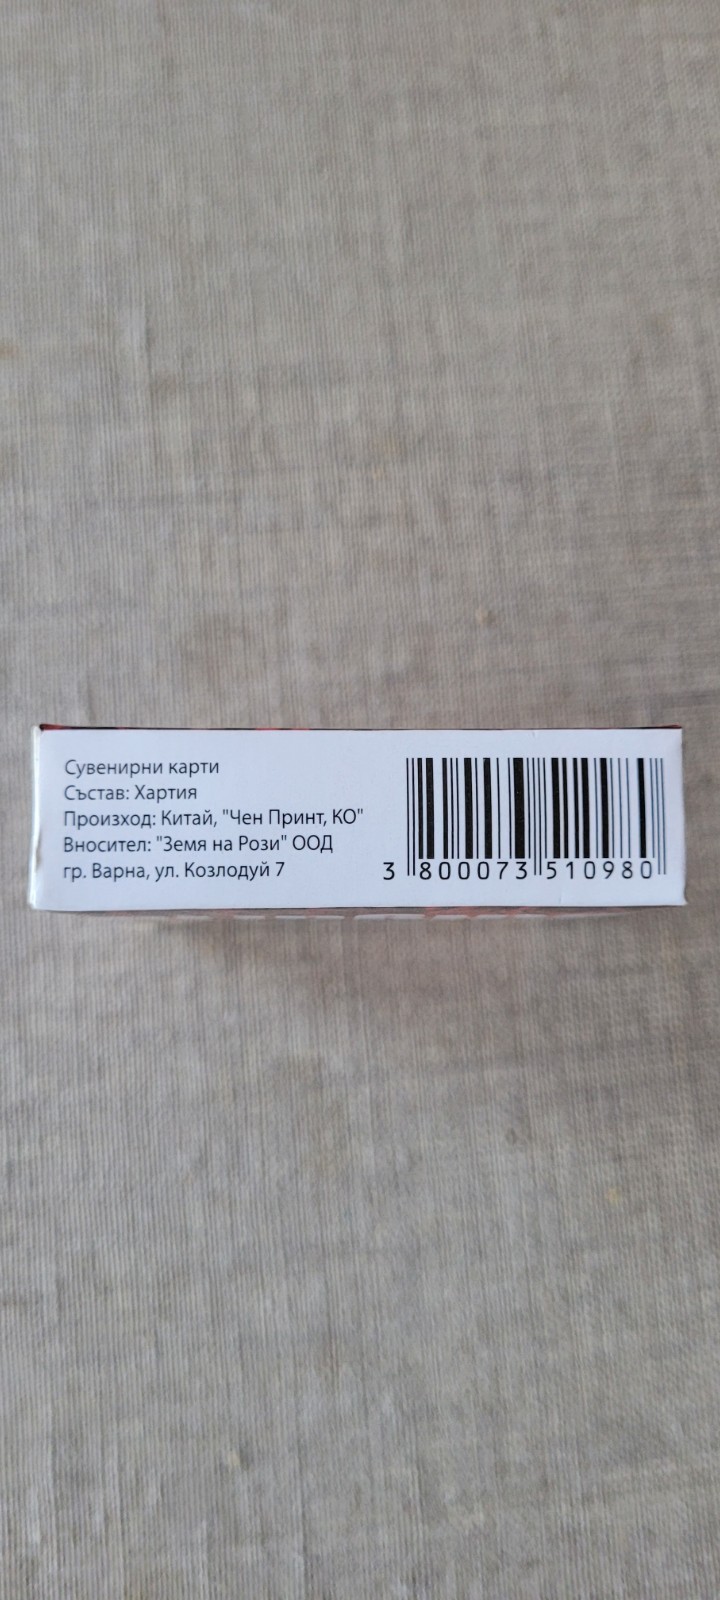 Сувенирни карти
Състав: Хартия
Произход: Китай, "Чен Принт, КО"
Вносител: "Земя на Рози" ООД
гр. Варна, ул. Козлодуй 7
3 800073 510980